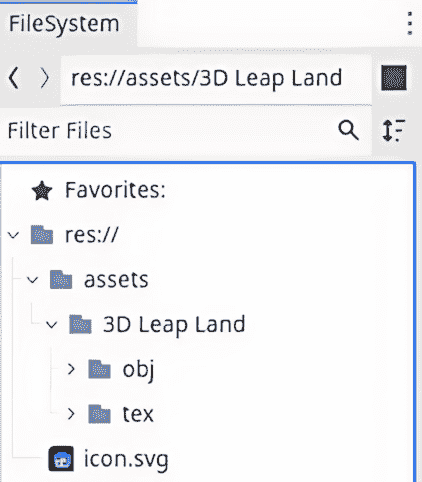 FileSystem
res://assets/3D Leap Land
Filter Files
Favorites:
res://
assets
3D Leap Land
obj
tex
icon.svg